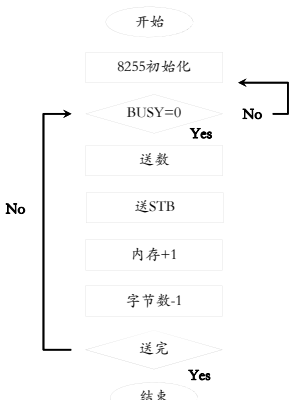 开始
8255初始化
BUSY=0
No
Yes
送数
No
送STB
内存+1
字节数-1
送完
Yes
结束